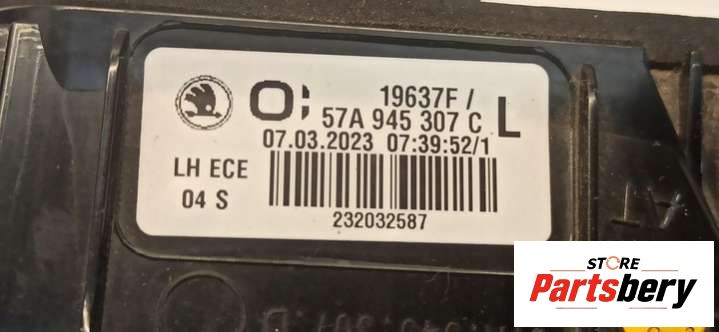 19637F /
O: 57A 945 307 C L
07.03.2023 07:39:52/1
LH ECE
04 S
232032587
STORE
Partsbery